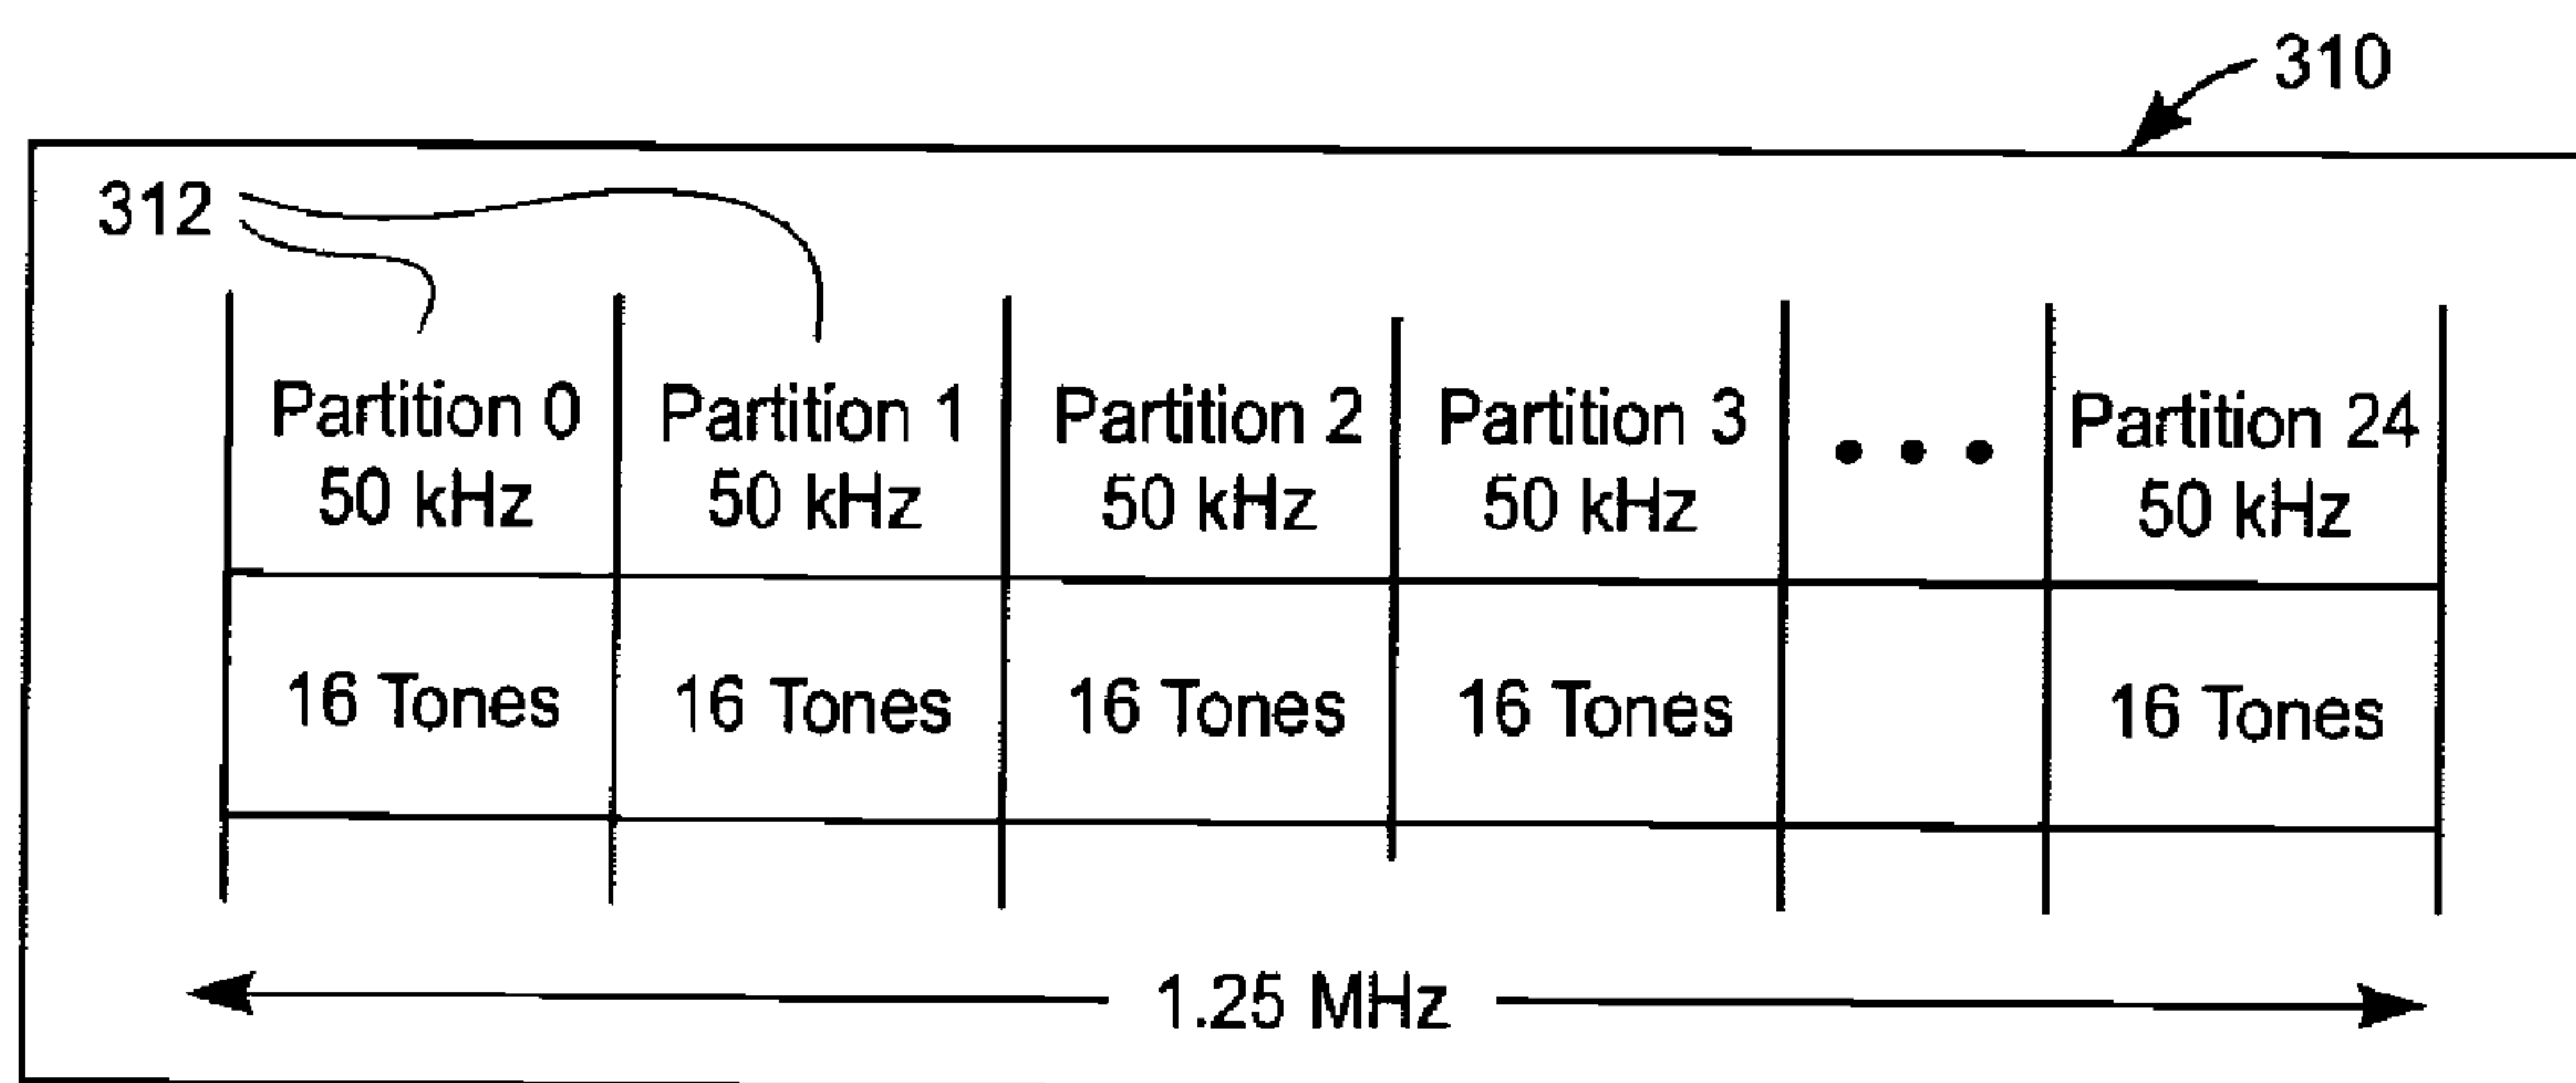 310
312
Partition 0 Partition 1 Partition 2 Partition 3 • • • Partition 24
50 kHz 50 kHz 50 kHz 50 kHz 50 kHz
16 Tones 16 Tones 16 Tones 16 Tones 16 Tones
1.25 MHz